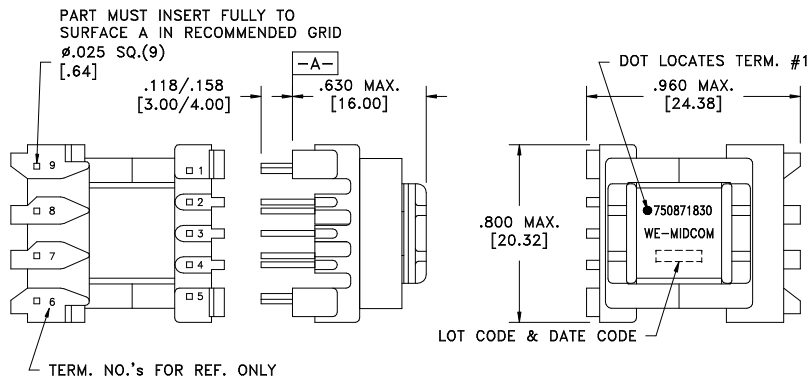 PART MUST INSERT FULLY TO
SURFACE A IN RECOMMENDED GRID
ø.025 SQ.(9)
[.64]
.118/.158
[3.00/4.00]
-A-
.630 MAX.
[16.00]
DOT LOCATES TERM. #1
.960 MAX.
[24.38]
9
1
8
2
3
7
4
6
5
.800 MAX.
[20.32]
750871830
WE-MIDCOM
LOT CODE & DATE CODE
TERM. NO.'s FOR REF. ONLY